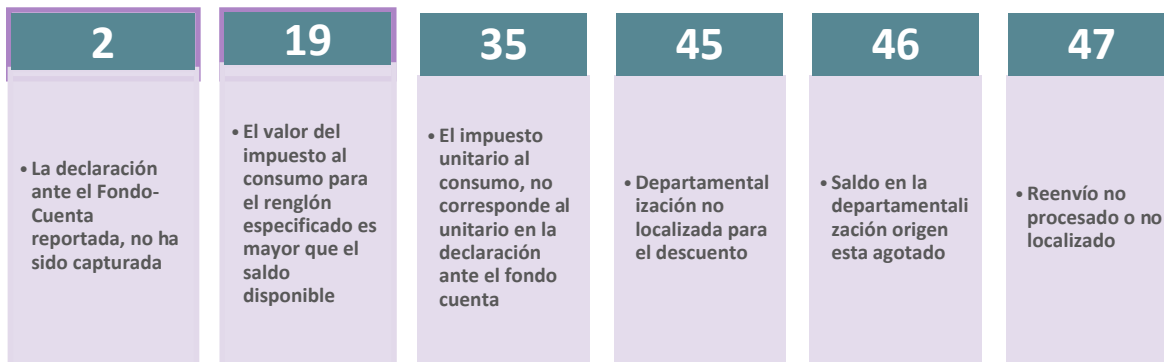 2
• La declaración
ante el Fondo-
Cuenta
reportada, no ha
sido capturada
19
• El valor del
impuesto al
consumo para
el renglón
especificado es
mayor que el
saldo
disponible
35
• El impuesto
unitario al
consumo, no
corresponde al
unitario en la
declaración
ante el fondo
cuenta
45
• Departamental
ización no
localizada para
el descuento
46
• Saldo en la
departamentali
zación origen
esta agotado
47
• Reenvío no
procesado o no
localizado